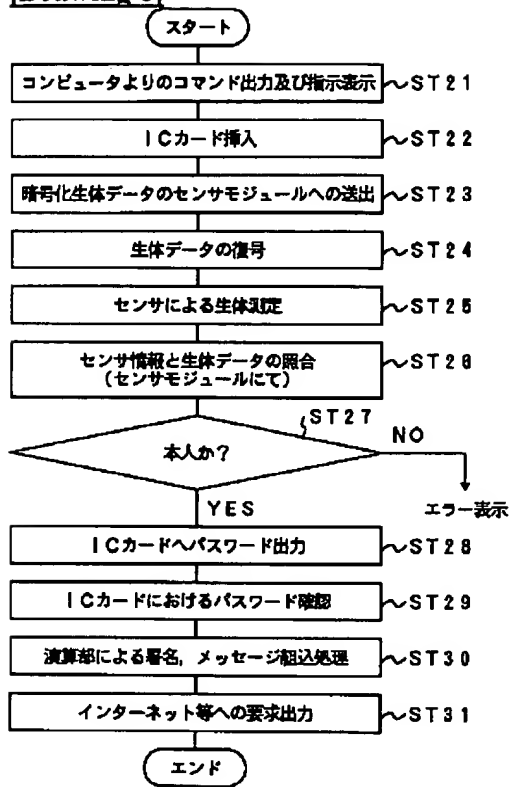 スタート
コンピュータよりのコマンド出力及び指示表示 ~ST21
ICカード挿入 ~ST22
暗号化生体データのセンサモジュールへの送出 ~ST23
生体データの復号 ~ST24
センサによる生体測定 ~ST25
センサ情報と生体データの照合
(センサモジュールにて) ~ST26
ST27
本人か?
NO
エラー表示
YES
ICカードへパスワード出力 ~ST28
ICカードにおけるパスワード確認 ~ST29
演算部による署名,メッセージ組込処理 ~ST30
インターネット等への要求出力 ~ST31
エンド